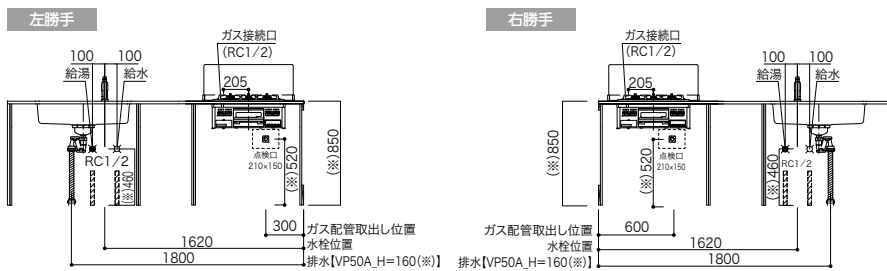 左勝手
ガス接続口
(RC1/2)
100
100
給湯
給水
205
RC1/2
(※)460
点検口
210×150
(※)520
(※)850
300
ガス配管取出し位置
1620
水栓位置
1800
排水【VP50A_H=160(※)】
右勝手
ガス接続口
(RC1/2)
205
100
100
給湯
給水
(※)850
(※)520
点検口
210×150
(※)460
RC1/2
ガス配管取出し位置
600
水栓位置
1620
排水【VP50A_H=160(※)】
1800